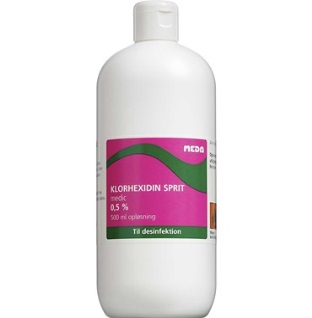 MEDA
KLORHEXIDIN SPRIT
medic
0,5 %
500 ml opløsning
Til desinfektion